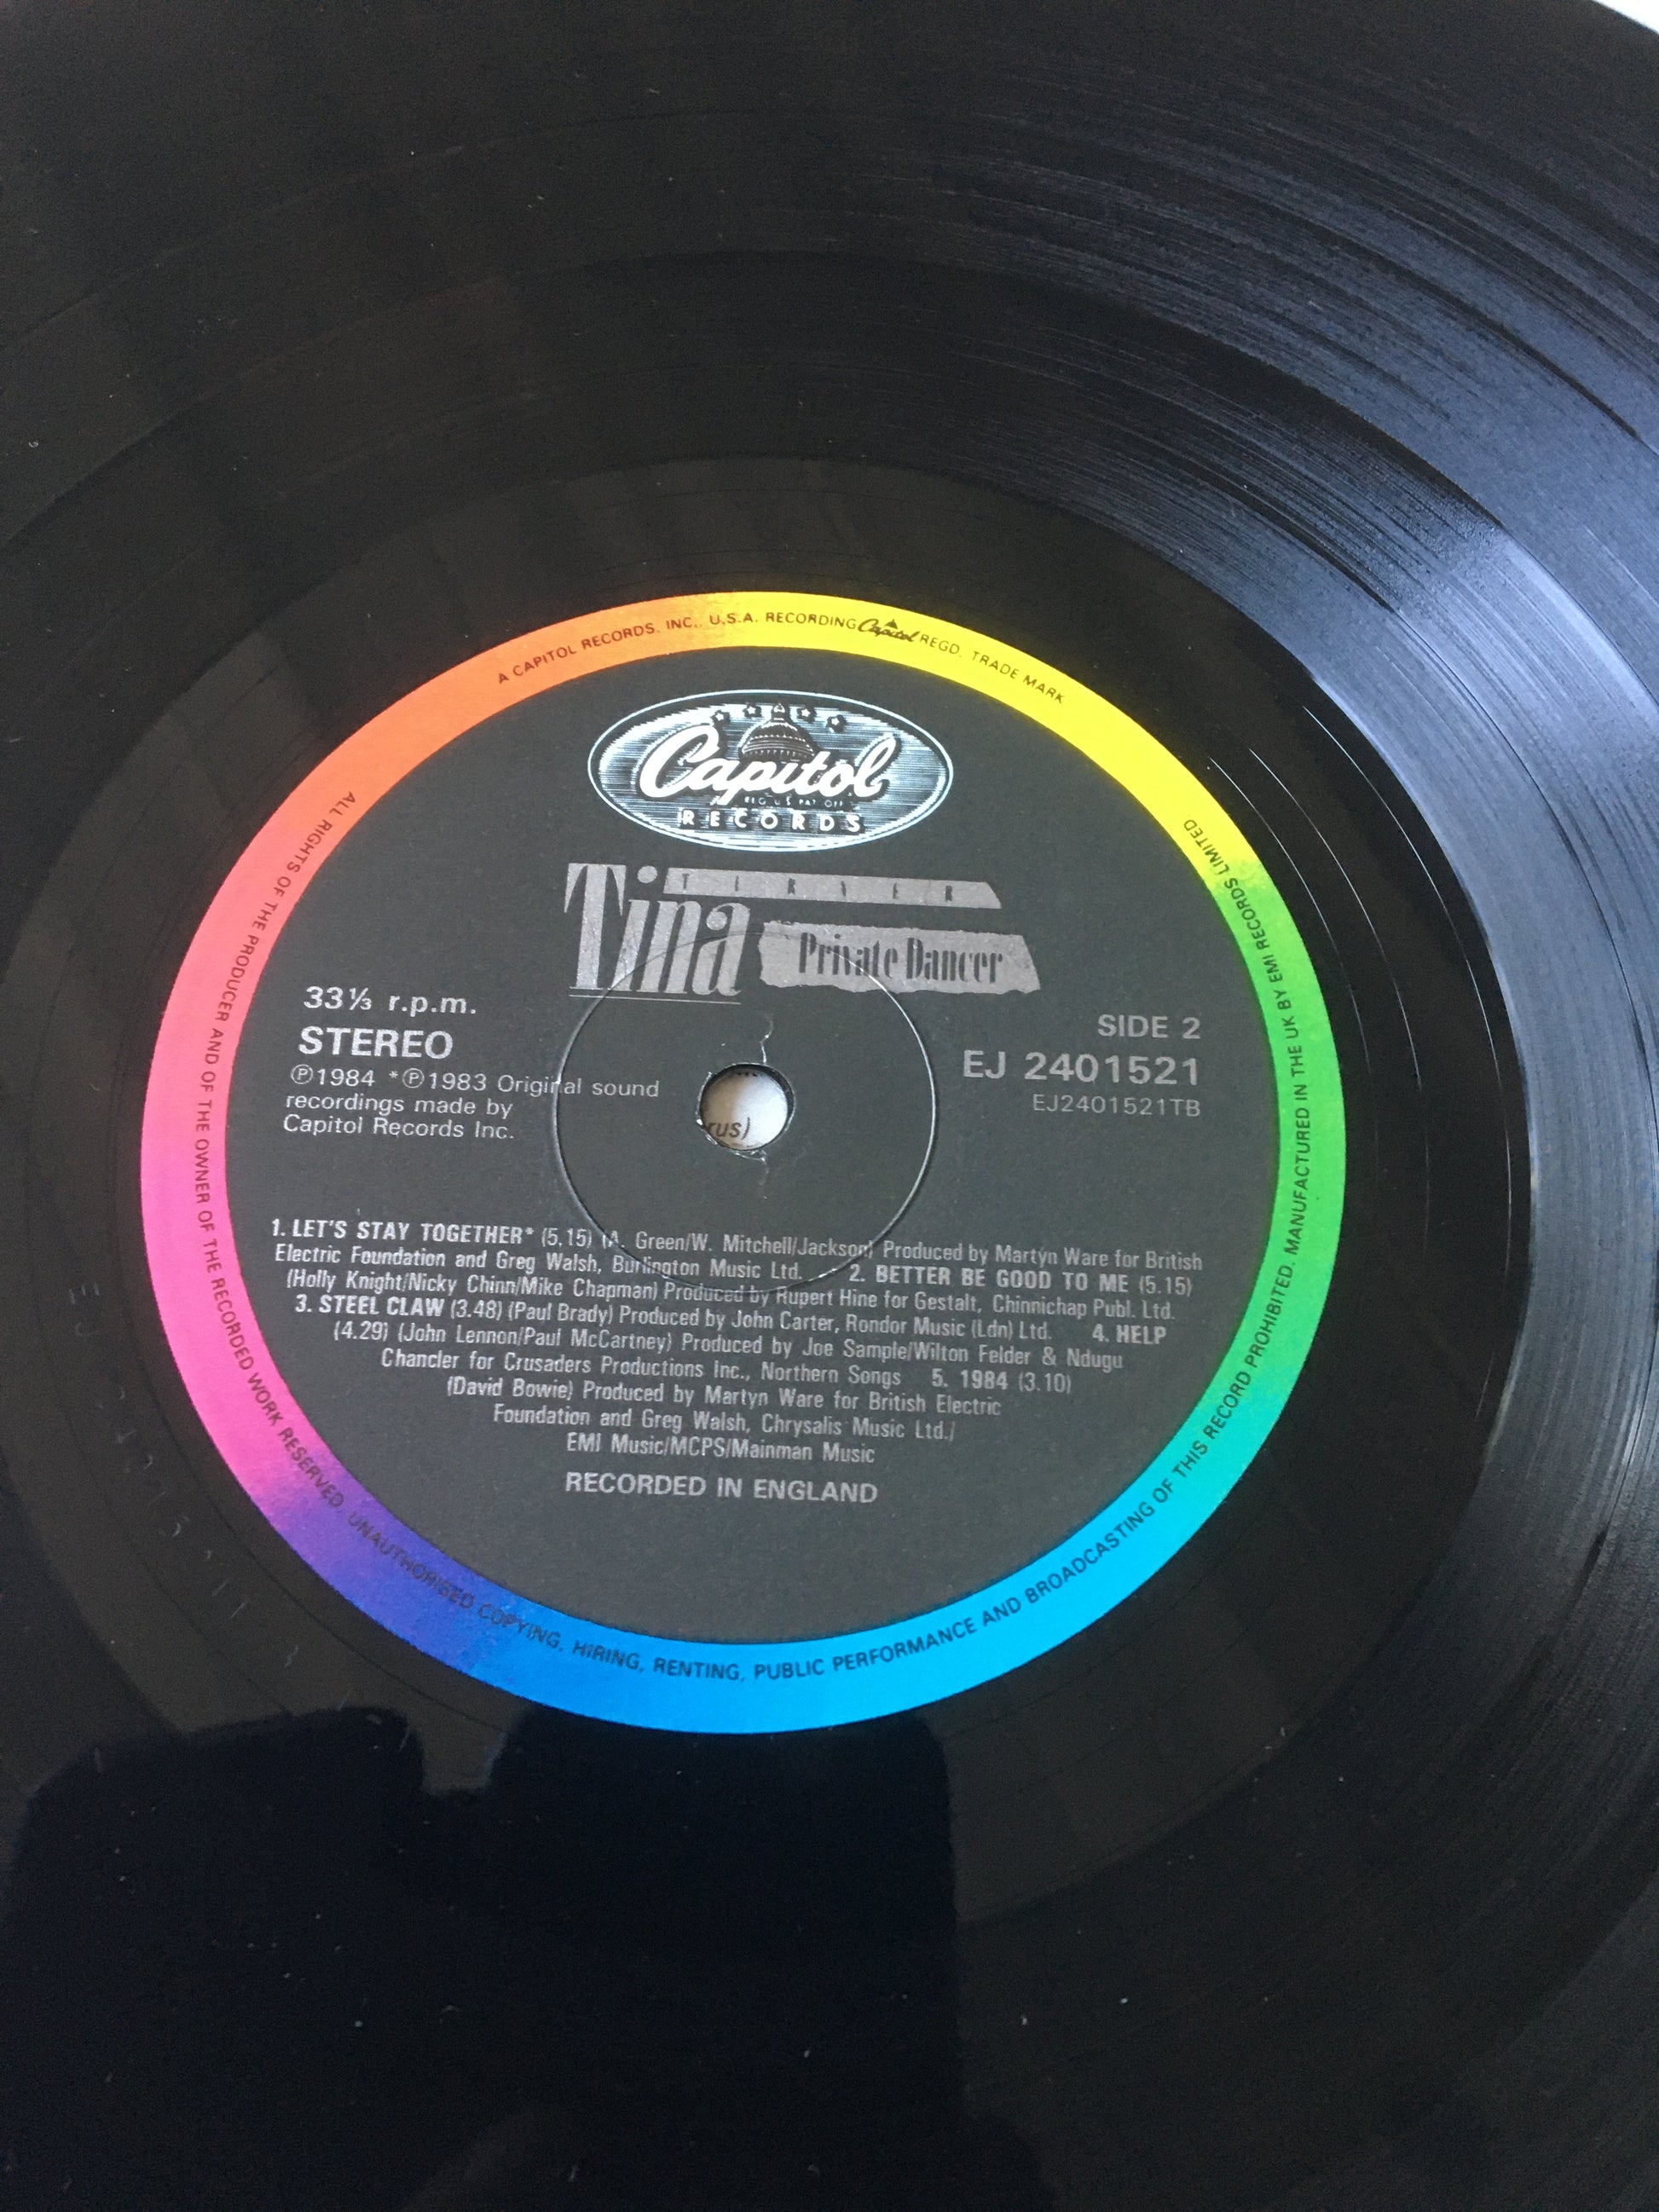 A CAPITOL RECORDS, INC., U.S.A. RECORDING Capitol REGD. TRADE MARK
Capitol
REG U S PAT OFF
RECORDS
TURNER
Tina
Private Dancer
33⅓ r.p.m.
STEREO
Ⓟ1984 *Ⓟ1983 Original sound
recordings made by
Capitol Records Inc.
SIDE 2
EJ 2401521
EJ2401521TB
rus)
1. LET'S STAY TOGETHER* (5.15) (A. Green/W. Mitchell/Jackson) Produced by Martyn Ware for British
Electric Foundation and Greg Walsh, Burlington Music Ltd. 2. BETTER BE GOOD TO ME (5.15)
(Holly Knight/Nicky Chinn/Mike Chapman) Produced by Rupert Hine for Gestalt, Chinnichap Publ. Ltd.
3. STEEL CLAW (3.48) (Paul Brady) Produced by John Carter, Rondor Music (Ldn) Ltd. 4. HELP
(4.29) (John Lennon/Paul McCartney) Produced by Joe Sample/Wilton Felder & Ndugu
Chancler for Crusaders Productions Inc., Northern Songs 5. 1984 (3.10)
(David Bowie) Produced by Martyn Ware for British Electric
Foundation and Greg Walsh, Chrysalis Music Ltd./
EMI Music/MCPS/Mainman Music
RECORDED IN ENGLAND
ALL RIGHTS OF THE PRODUCER AND OF THE OWNER OF THE RECORDED WORK RESERVED. UNAUTHORISED COPYING, HIRING, RENTING, PUBLIC PERFORMANCE AND BROADCASTING OF THIS RECORD PROHIBITED. MANUFACTURED IN THE UK BY EMI RECORDS LIMITED